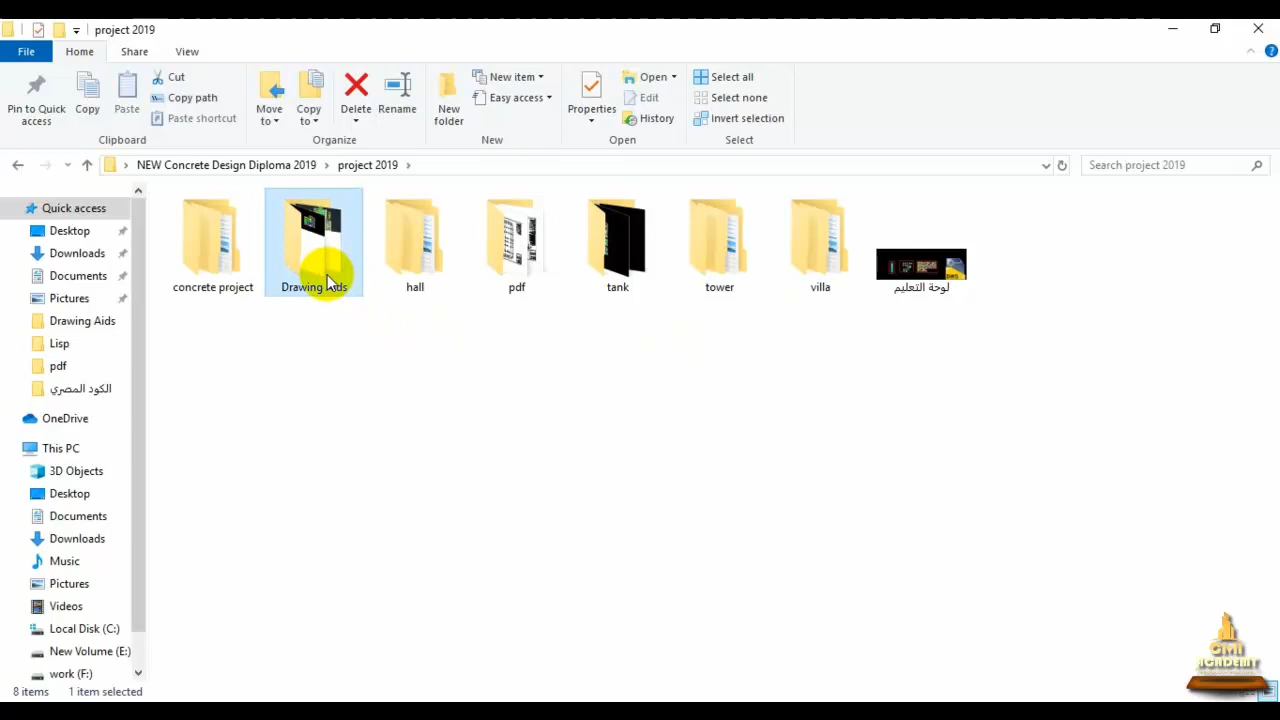 project 2019
File Home Share View
Pin to Quick access
Copy
Paste
Cut
Copy path
Paste shortcut
Clipboard
Move to
Copy to
Delete
Rename
Organize
New folder
New item
Easy access
New
Properties
Open
Edit
History
Open
Select all
Select none
Invert selection
Select
NEW Concrete Design Diploma 2019 › project 2019 ›
Search project 2019
Quick access
Desktop
Downloads
Documents
Pictures
Drawing Aids
Lisp
pdf
الكود المصري
OneDrive
This PC
3D Objects
Desktop
Documents
Downloads
Music
Pictures
Videos
Local Disk (C:)
New Volume (E:)
work (F:)
concrete project
Drawing Aids
hall
pdf
tank
tower
villa
لوحة التعليم
8 items 1 item selected
ACADEMY